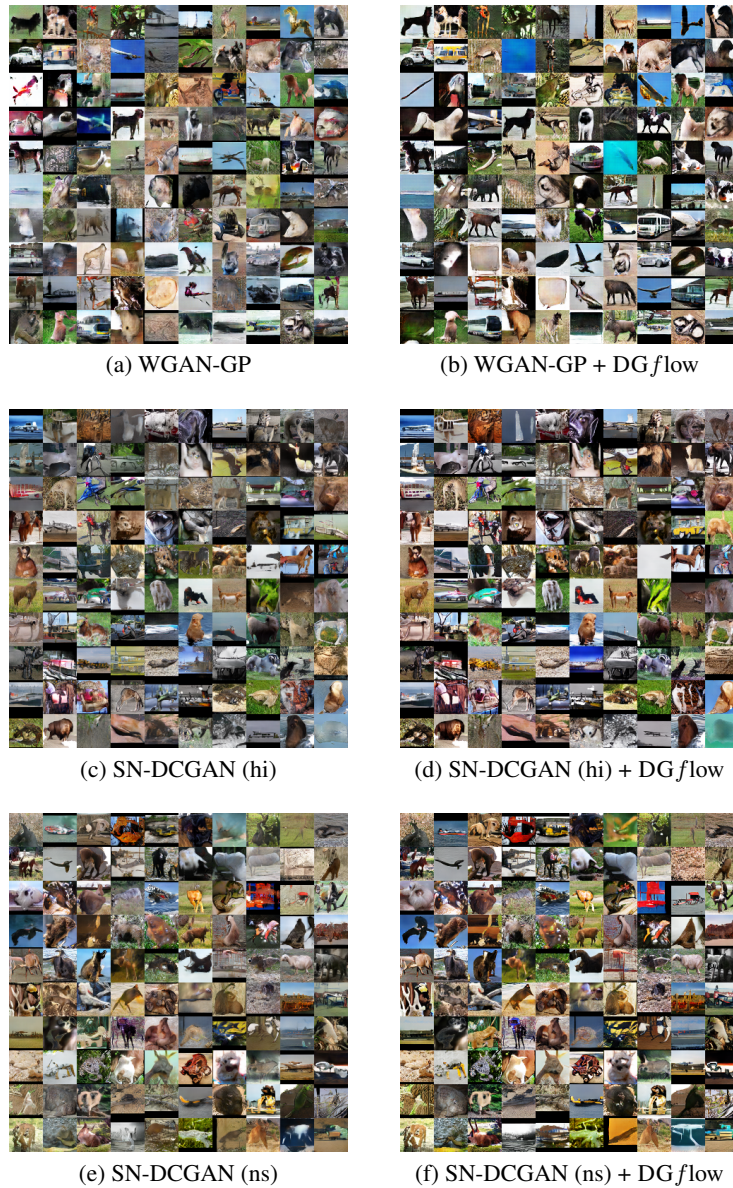 (a) WGAN-GP
(b) WGAN-GP + DGflow
(c) SN-DCGAN (hi)
(d) SN-DCGAN (hi) + DGflow
(e) SN-DCGAN (ns)
(f) SN-DCGAN (ns) + DGflow